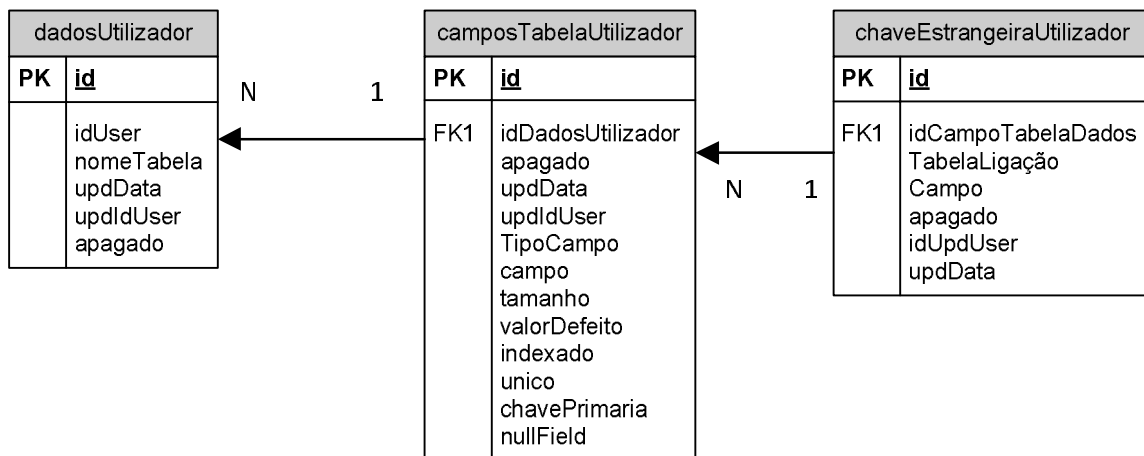 dadosUtilizador
PK id
idUser
nomeTabela
updData
updIdUser
apagado
N 1
camposTabelaUtilizador
PK id
FK1 idDadosUtilizador
apagado
updData
updIdUser
TipoCampo
campo
tamanho
valorDefeito
indexado
unico
chavePrimaria
nullField
N 1
chaveEstrangeiraUtilizador
PK id
FK1 idCampoTabelaDados
TabelaLigação
Campo
apagado
idUpdUser
updData